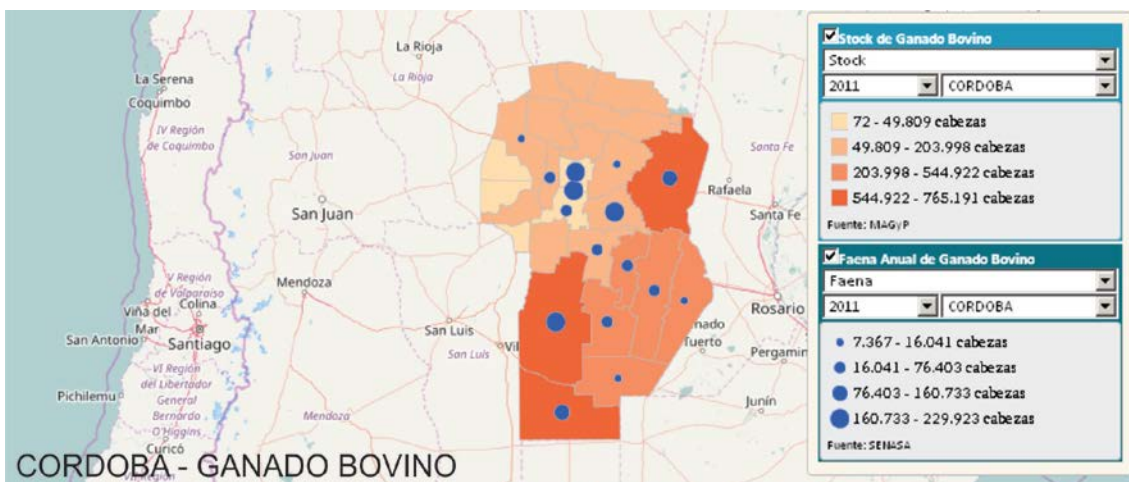 La Rioja
La Rioja
La Serena
Coquimbo
IV Región
de Coquimbo
San Juan
Santa Fe
Rafaela
San Juan
Santa Fe
Mendoza
V Región
de Valparaíso
Colina
Viña del
Mar
San Antonio
Santiago
San Luis
San Luis
Vil
Rosario
nado
Tuerto
Pergamin
VI Región
del Libertador
General
Bernardo
O'Higgins
Pichilemu
Mendoza
Junín
Curicó
VII Región
CORDOBA - GANADO BOVINO
Stock de Ganado Bovino
Stock
2011 CORDOBA
72 - 49.809 cabezas
49.809 - 203.998 cabezas
203.998 - 544.922 cabezas
544.922 - 765.191 cabezas
Fuente: MAGyP
Faena Anual de Ganado Bovino
Faena
2011 CORDOBA
7.367 - 16.041 cabezas
16.041 - 76.403 cabezas
76.403 - 160.733 cabezas
160.733 - 229.923 cabezas
Fuente: SENASA